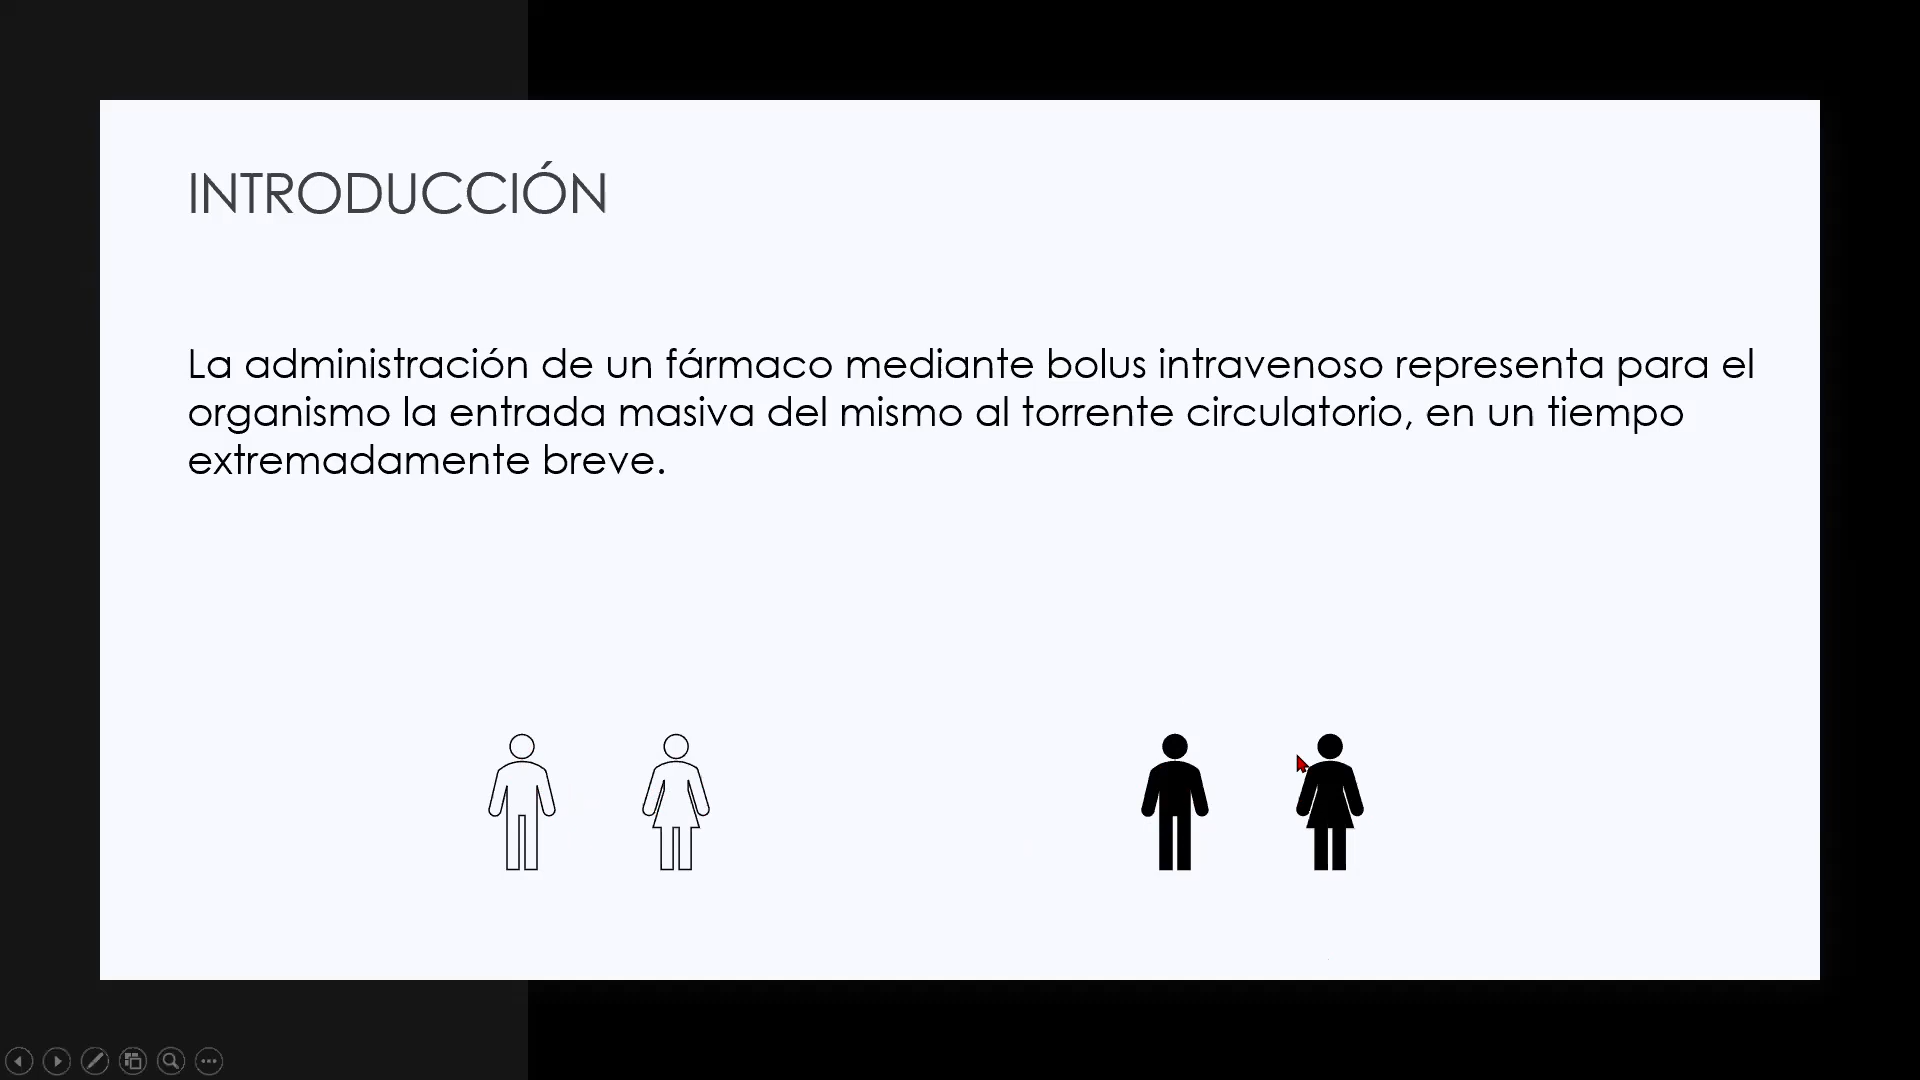 INTRODUCCIÓN
La administración de un fármaco mediante bolus intravenoso representa para el
organismo la entrada masiva del mismo al torrente circulatorio, en un tiempo
extremadamente breve.